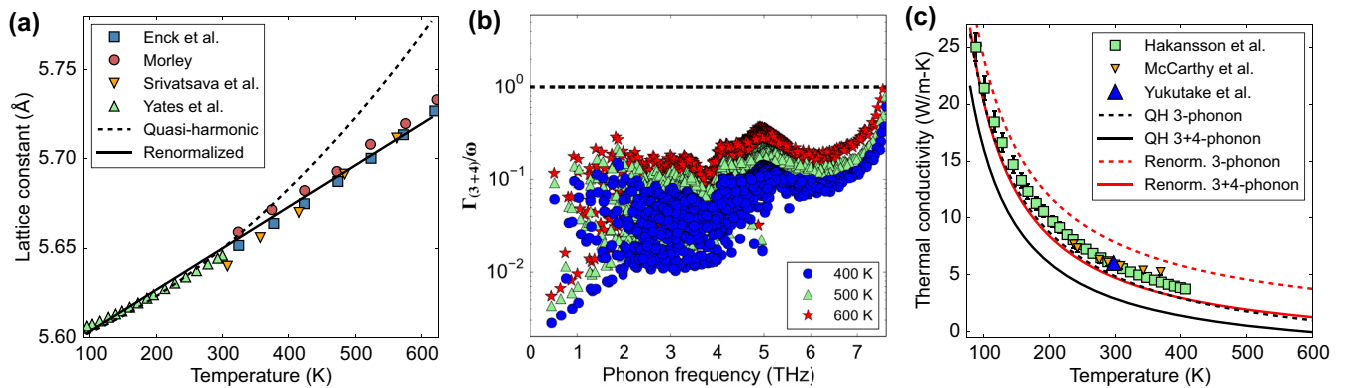 (a)
Enck et al.
Morley
Srivatsava et al.
Yates et al.
Quasi-harmonic
Renormalized
5.75
5.70
5.65
5.60
Lattice constant (Å)
100 200 300 400 500 600
Temperature (K)
(b)
10⁰
10⁻¹
10⁻²
Γ(3+4)/ω
400 K
500 K
600 K
0 1 2 3 4 5 6 7
Phonon frequency (THz)
(c)
Hakansson et al.
McCarthy et al.
Yukutake et al.
QH 3-phonon
QH 3+4-phonon
Renorm. 3-phonon
Renorm. 3+4-phonon
25
20
15
10
5
0
Thermal conductivity (W/m-K)
100 200 300 400 500 600
Temperature (K)